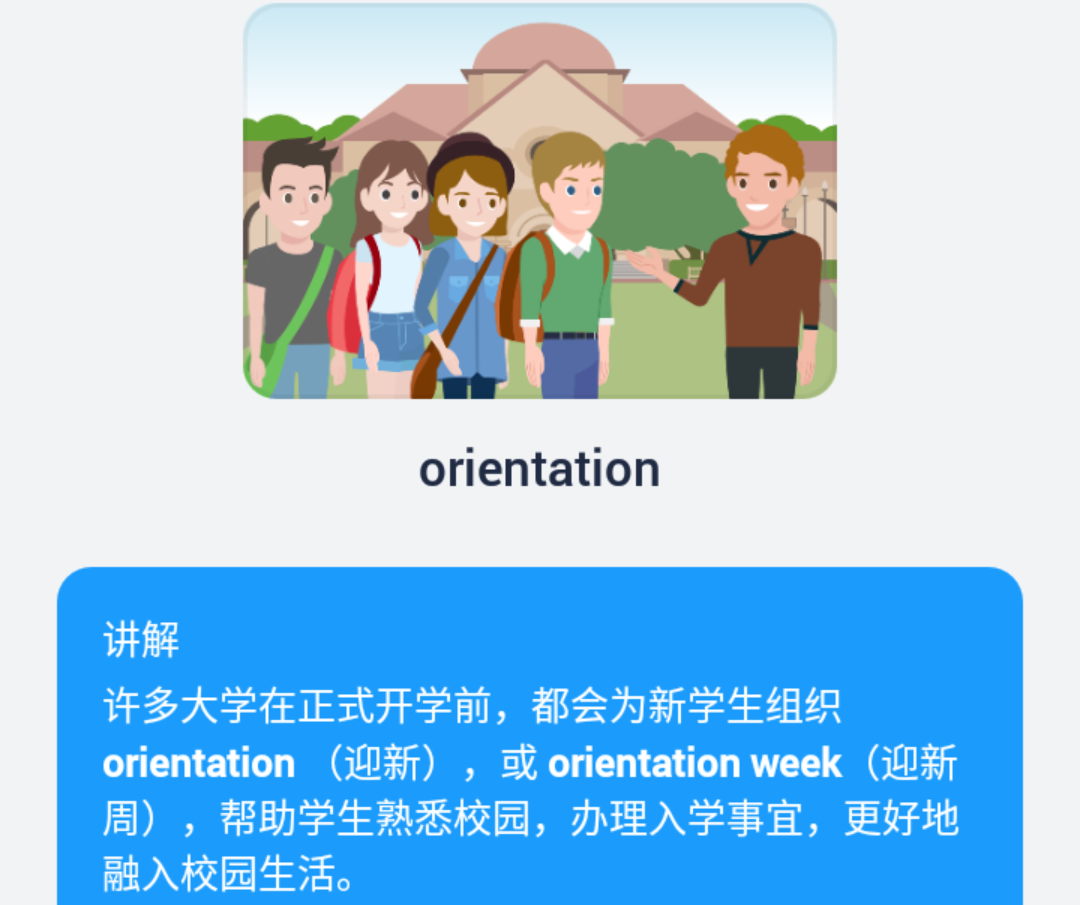 orientation
讲解
许多大学在正式开学前，都会为新学生组织
orientation （迎新），或 orientation week（迎新
周），帮助学生熟悉校园，办理入学事宜，更好地
融入校园生活。